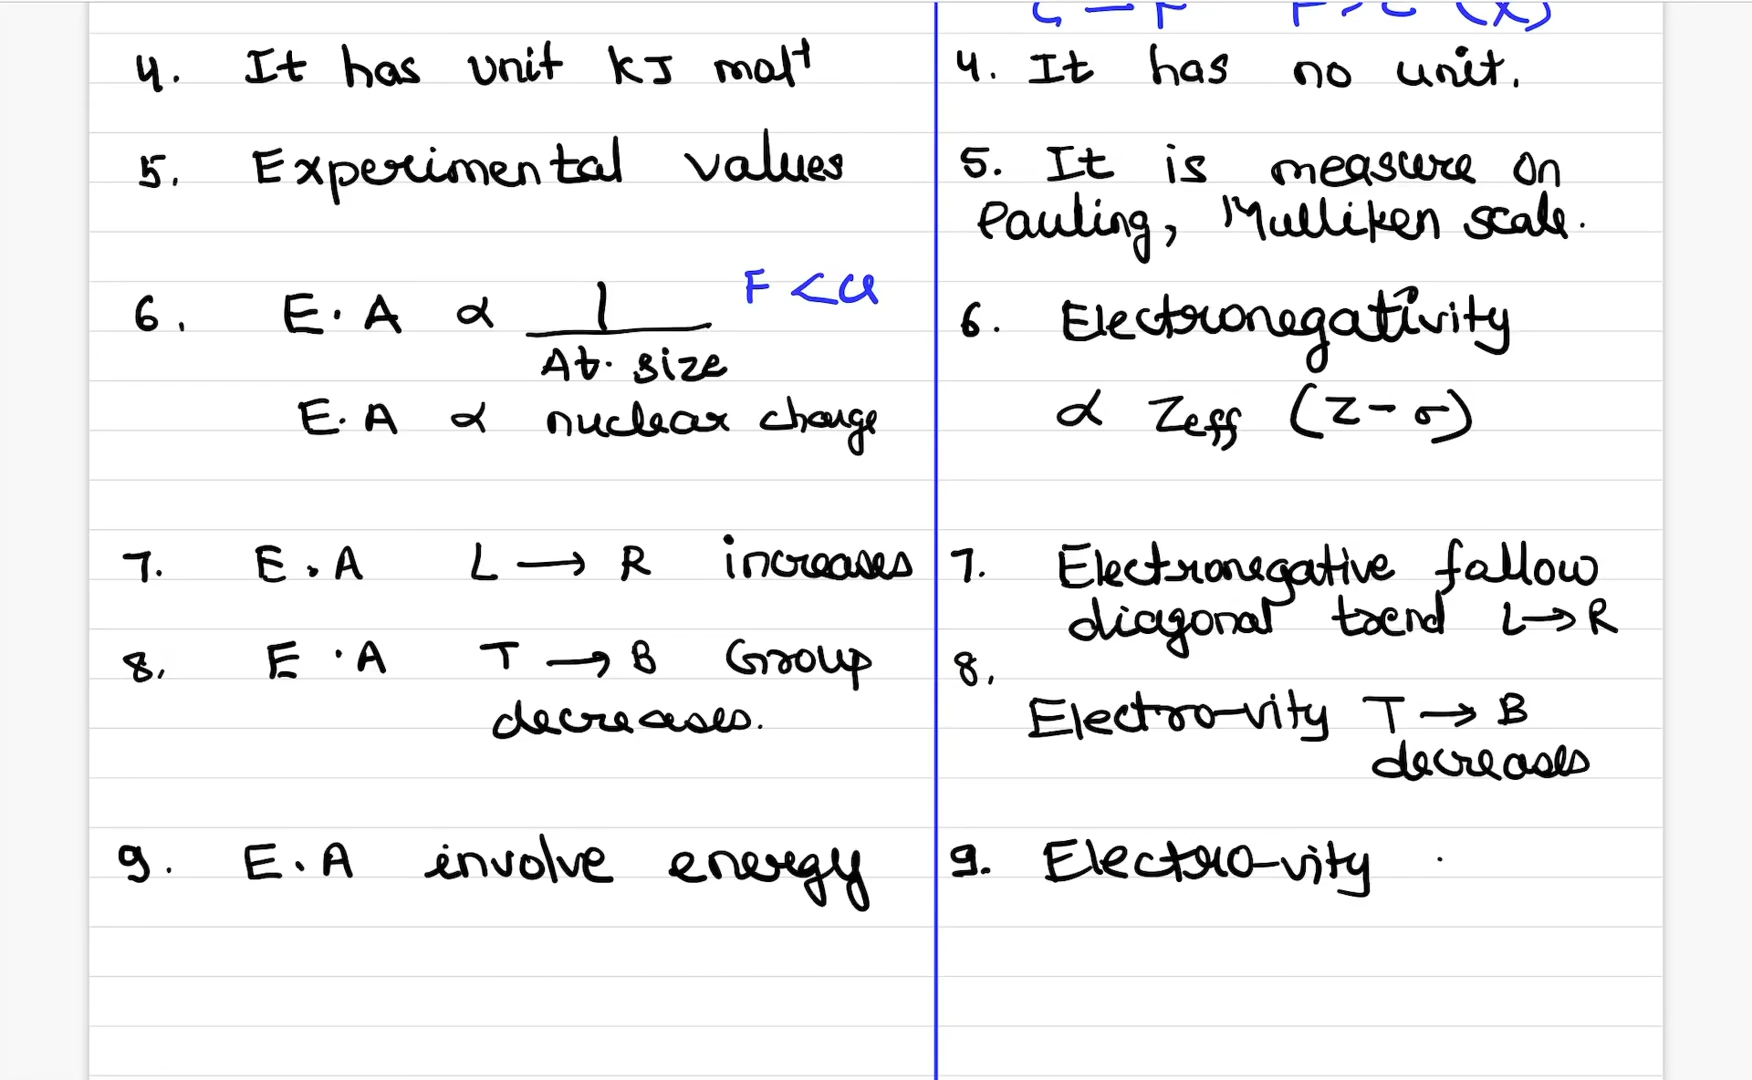 4. It has unit kJ mol⁻¹
5. Experimental values
6. E.A α 1 / At. size F < Cl
E.A α nuclear charge
7. E.A L → R increases
8. E.A T → B Group
decreases.
9. E.A involve energy
4. It has no unit.
5. It is measure on
Pauling, Mulliken scale.
6. Electronegativity
α Zeff (Z-σ)
7. Electronegative follow
diagonal trend L→R
8.
Electro-vity T → B
decreases
9. Electro-vity